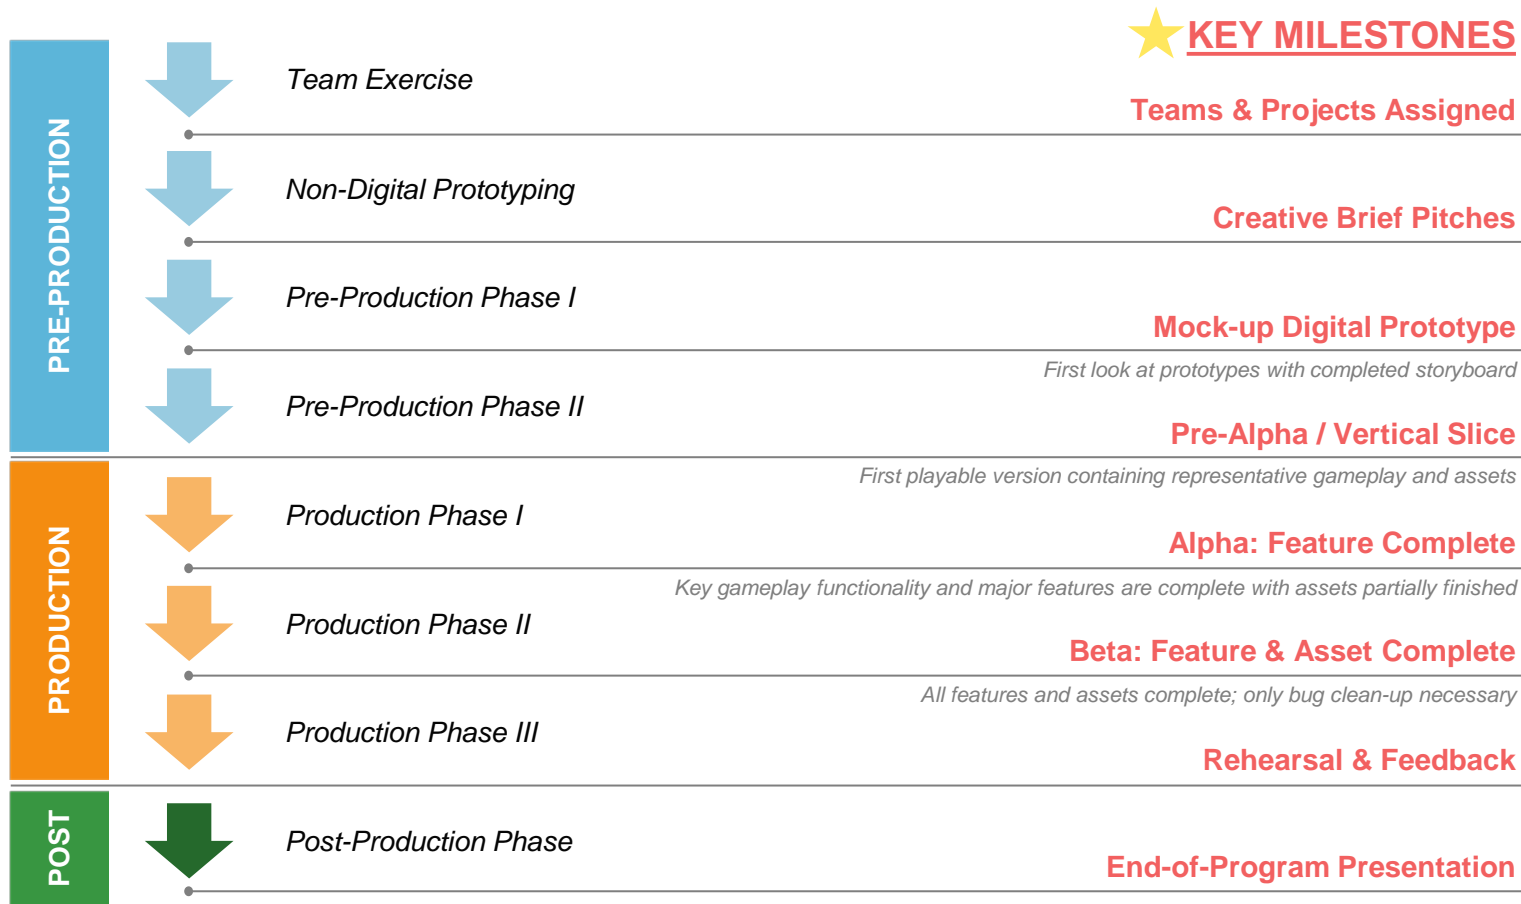 KEY MILESTONES
PRE-PRODUCTION
Team Exercise
Teams & Projects Assigned
Non-Digital Prototyping
Creative Brief Pitches
Pre-Production Phase I
Mock-up Digital Prototype
First look at prototypes with completed storyboard
Pre-Production Phase II
Pre-Alpha / Vertical Slice
First playable version containing representative gameplay and assets
PRODUCTION
Production Phase I
Alpha: Feature Complete
Key gameplay functionality and major features are complete with assets partially finished
Production Phase II
Beta: Feature & Asset Complete
All features and assets complete; only bug clean-up necessary
Production Phase III
Rehearsal & Feedback
POST
Post-Production Phase
End-of-Program Presentation